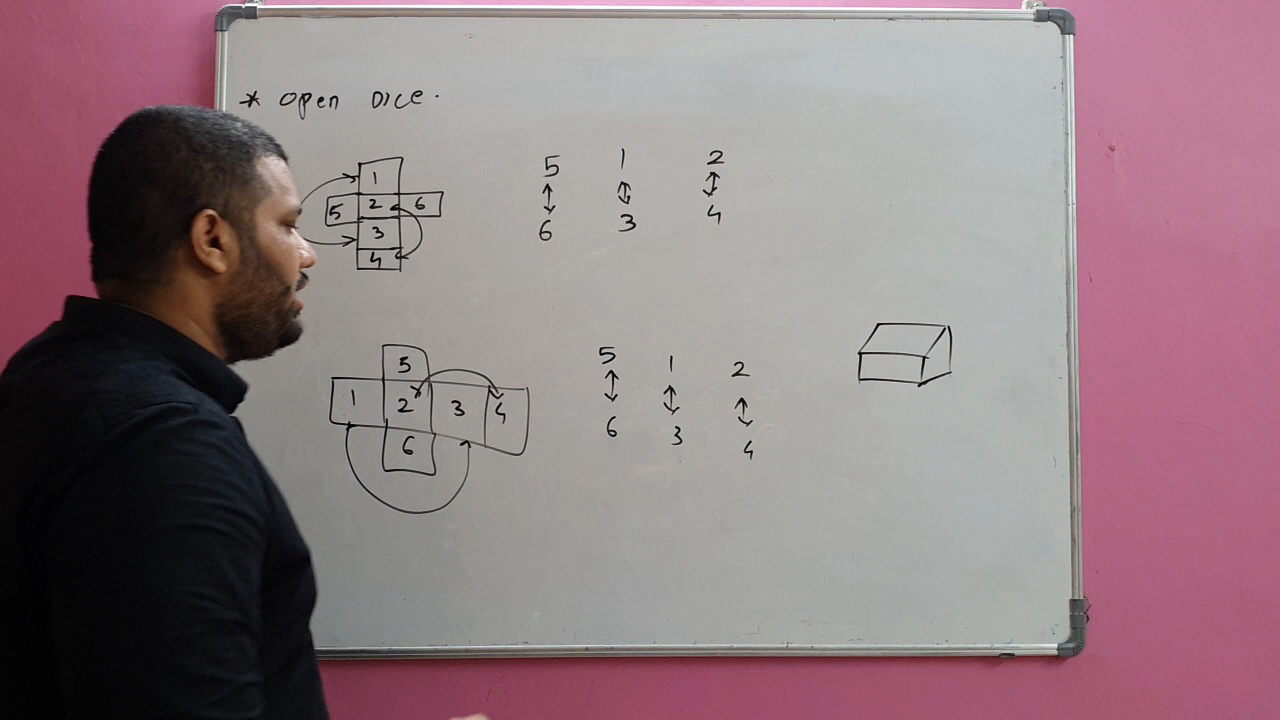 * open Dice.
1
5 2 6
3
4
5 1 2
6 3 4
5
1 2 3 4
6
5 1 2
6 3 4